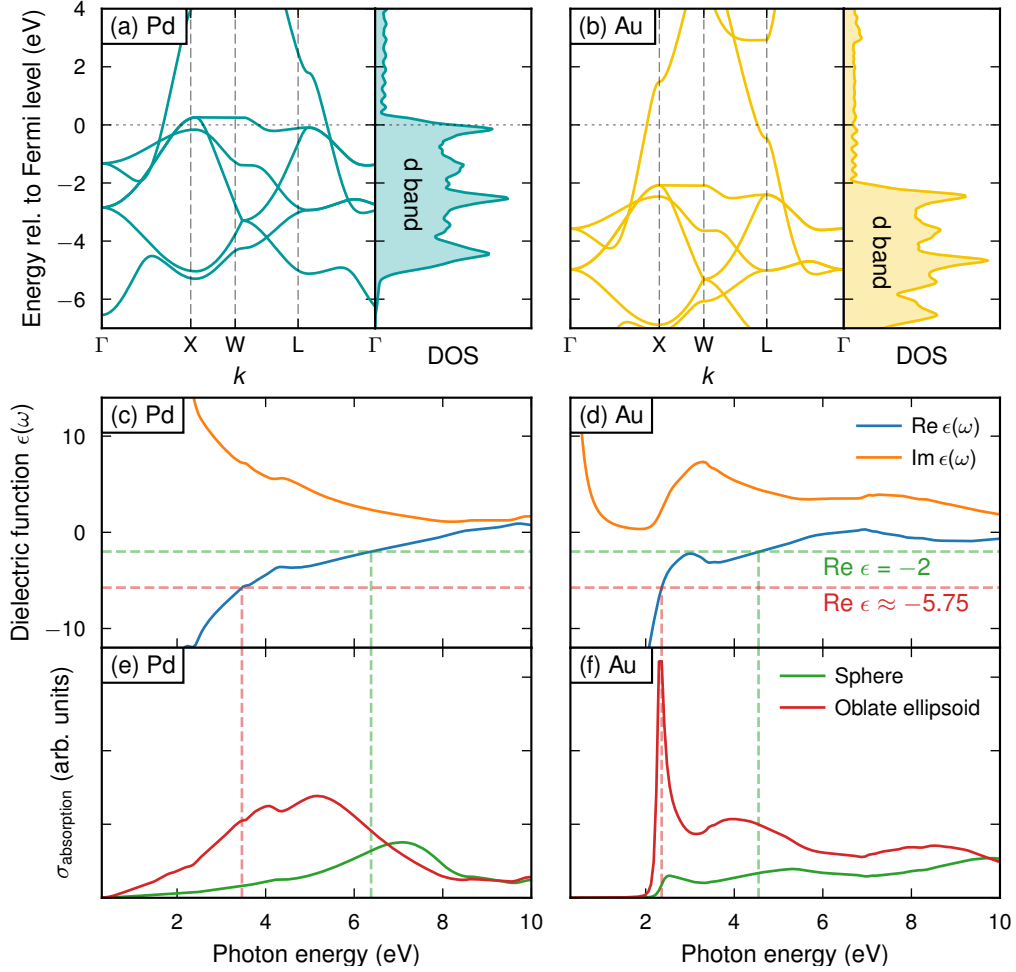 (a) Pd
(b) Au
Energy rel. to Fermi level (eV)
4
2
0
−2
−4
−6
d band
d band
Γ
X
W
L
Γ
DOS
k
Γ
X
W
L
Γ
DOS
k
(c) Pd
(d) Au
Dielectric function ϵ(ω)
10
0
−10
Re ϵ(ω)
Im ϵ(ω)
Re ϵ = −2
Re ϵ ≈ −5.75
(e) Pd
(f) Au
σabsorption (arb. units)
Sphere
Oblate ellipsoid
2
4
6
8
10
2
4
6
8
10
Photon energy (eV)
Photon energy (eV)